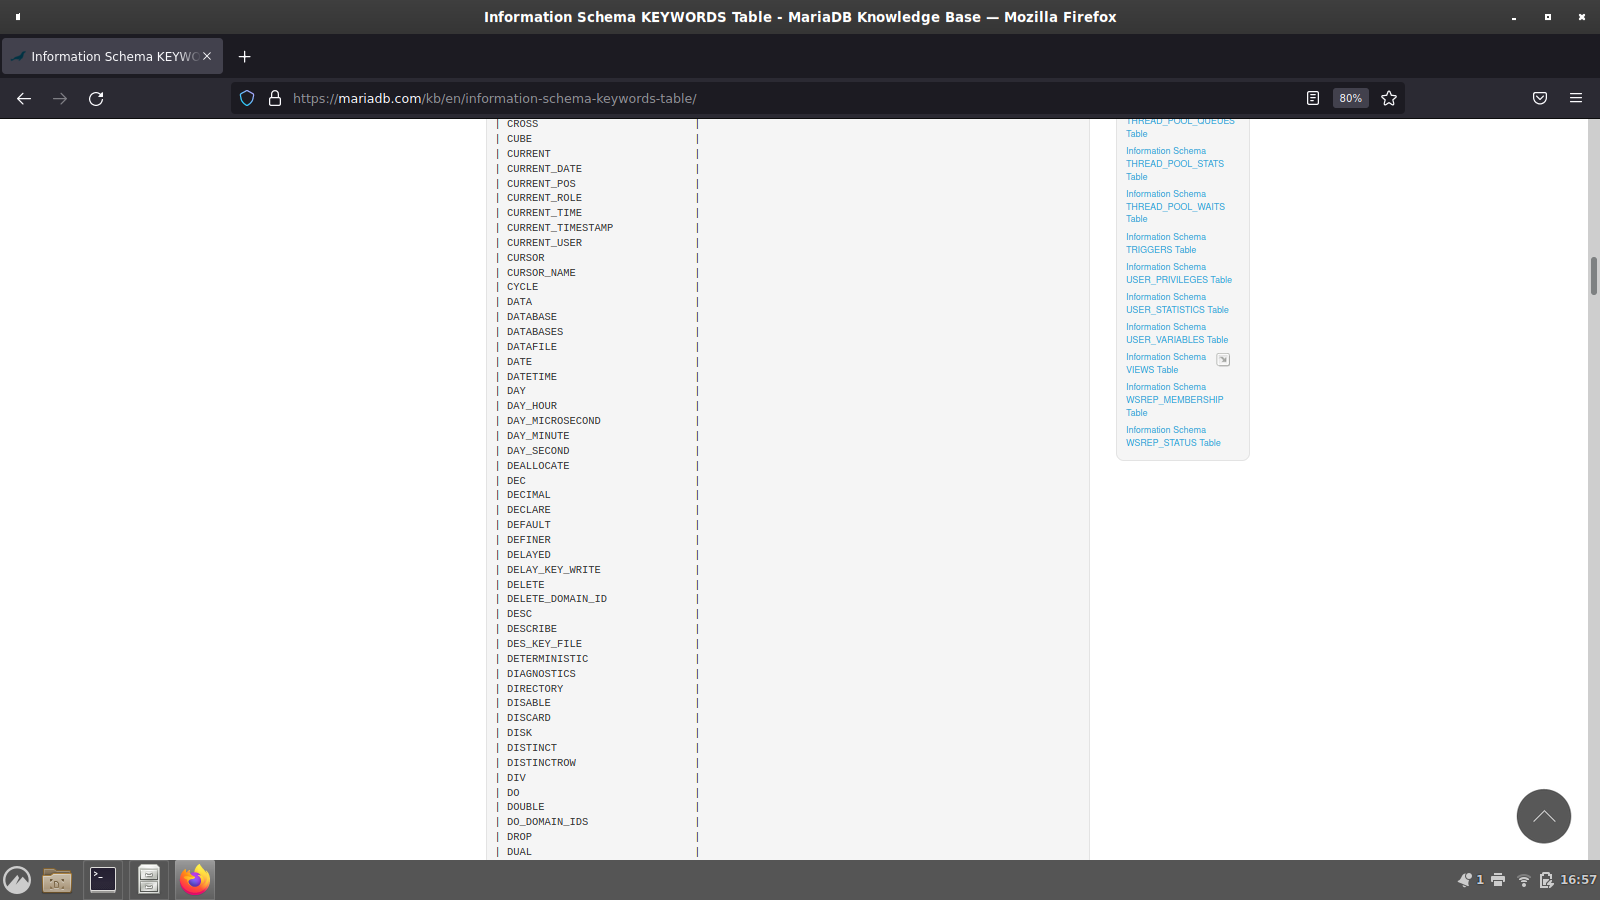 Information Schema KEYWORDS Table - MariaDB Knowledge Base — Mozilla Firefox
Information Schema KEYWO
https://mariadb.com/kb/en/information-schema-keywords-table/
80%
| CROSS |
| CUBE |
| CURRENT |
| CURRENT_DATE |
| CURRENT_POS |
| CURRENT_ROLE |
| CURRENT_TIME |
| CURRENT_TIMESTAMP |
| CURRENT_USER |
| CURSOR |
| CURSOR_NAME |
| CYCLE |
| DATA |
| DATABASE |
| DATABASES |
| DATAFILE |
| DATE |
| DATETIME |
| DAY |
| DAY_HOUR |
| DAY_MICROSECOND |
| DAY_MINUTE |
| DAY_SECOND |
| DEALLOCATE |
| DEC |
| DECIMAL |
| DECLARE |
| DEFAULT |
| DEFINER |
| DELAYED |
| DELAY_KEY_WRITE |
| DELETE |
| DELETE_DOMAIN_ID |
| DESC |
| DESCRIBE |
| DES_KEY_FILE |
| DETERMINISTIC |
| DIAGNOSTICS |
| DIRECTORY |
| DISABLE |
| DISCARD |
| DISK |
| DISTINCT |
| DISTINCTROW |
| DIV |
| DO |
| DOUBLE |
| DO_DOMAIN_IDS |
| DROP |
| DUAL |
THREAD_POOL_QUEUES
Table
Information Schema
THREAD_POOL_STATS
Table
Information Schema
THREAD_POOL_WAITS
Table
Information Schema
TRIGGERS Table
Information Schema
USER_PRIVILEGES Table
Information Schema
USER_STATISTICS Table
Information Schema
USER_VARIABLES Table
Information Schema
VIEWS Table
Information Schema
WSREP_MEMBERSHIP
Table
Information Schema
WSREP_STATUS Table
1
16:57